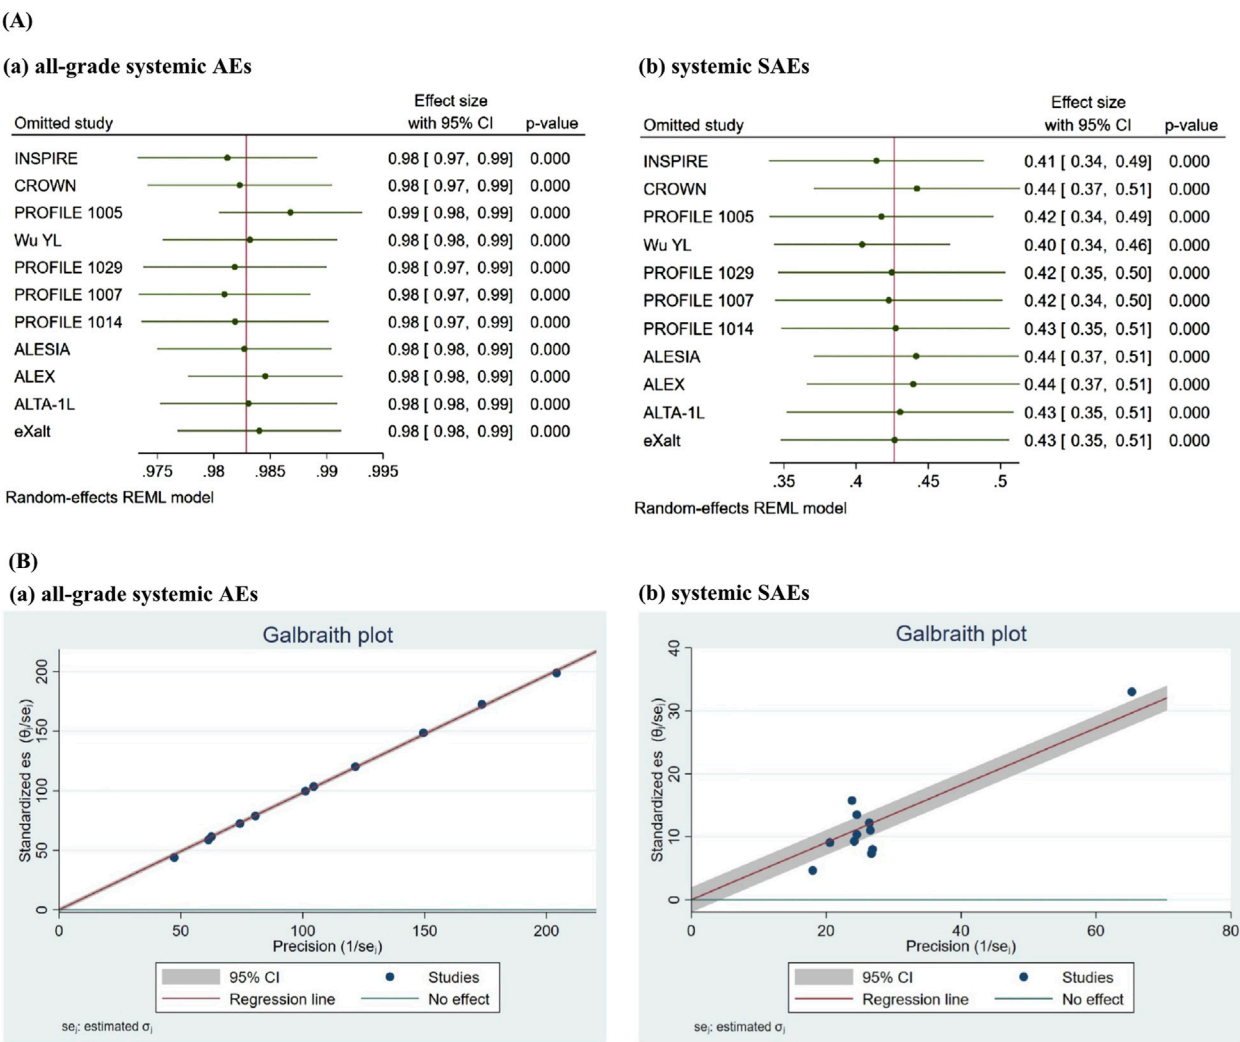 (A)
(a) all-grade systemic AEs
Effect size
Omitted study with 95% CI p-value
INSPIRE 0.98 [ 0.97, 0.99] 0.000
CROWN 0.98 [ 0.97, 0.99] 0.000
PROFILE 1005 0.99 [ 0.98, 0.99] 0.000
Wu YL 0.98 [ 0.98, 0.99] 0.000
PROFILE 1029 0.98 [ 0.97, 0.99] 0.000
PROFILE 1007 0.98 [ 0.97, 0.99] 0.000
PROFILE 1014 0.98 [ 0.97, 0.99] 0.000
ALESIA 0.98 [ 0.98, 0.99] 0.000
ALEX 0.98 [ 0.98, 0.99] 0.000
ALTA-1L 0.98 [ 0.98, 0.99] 0.000
eXalt 0.98 [ 0.98, 0.99] 0.000
.975 .98 .985 .99 .995
Random-effects REML model
(b) systemic SAEs
Effect size
Omitted study with 95% CI p-value
INSPIRE 0.41 [ 0.34, 0.49] 0.000
CROWN 0.44 [ 0.37, 0.51] 0.000
PROFILE 1005 0.42 [ 0.34, 0.49] 0.000
Wu YL 0.40 [ 0.34, 0.46] 0.000
PROFILE 1029 0.42 [ 0.35, 0.50] 0.000
PROFILE 1007 0.42 [ 0.34, 0.50] 0.000
PROFILE 1014 0.43 [ 0.35, 0.51] 0.000
ALESIA 0.44 [ 0.37, 0.51] 0.000
ALEX 0.44 [ 0.37, 0.51] 0.000
ALTA-1L 0.43 [ 0.35, 0.51] 0.000
eXalt 0.43 [ 0.35, 0.51] 0.000
.35 .4 .45 .5
Random-effects REML model
(B)
(a) all-grade systemic AEs
Galbraith plot
Standardized es (θj/sej)
200
150
100
50
0
0 50 100 150 200
Precision (1/sej)
95% CI Studies
Regression line No effect
sej: estimated σj
(b) systemic SAEs
Galbraith plot
Standardized es (θj/sej)
40
30
20
10
0
0 20 40 60 80
Precision (1/sej)
95% CI Studies
Regression line No effect
sej: estimated σj